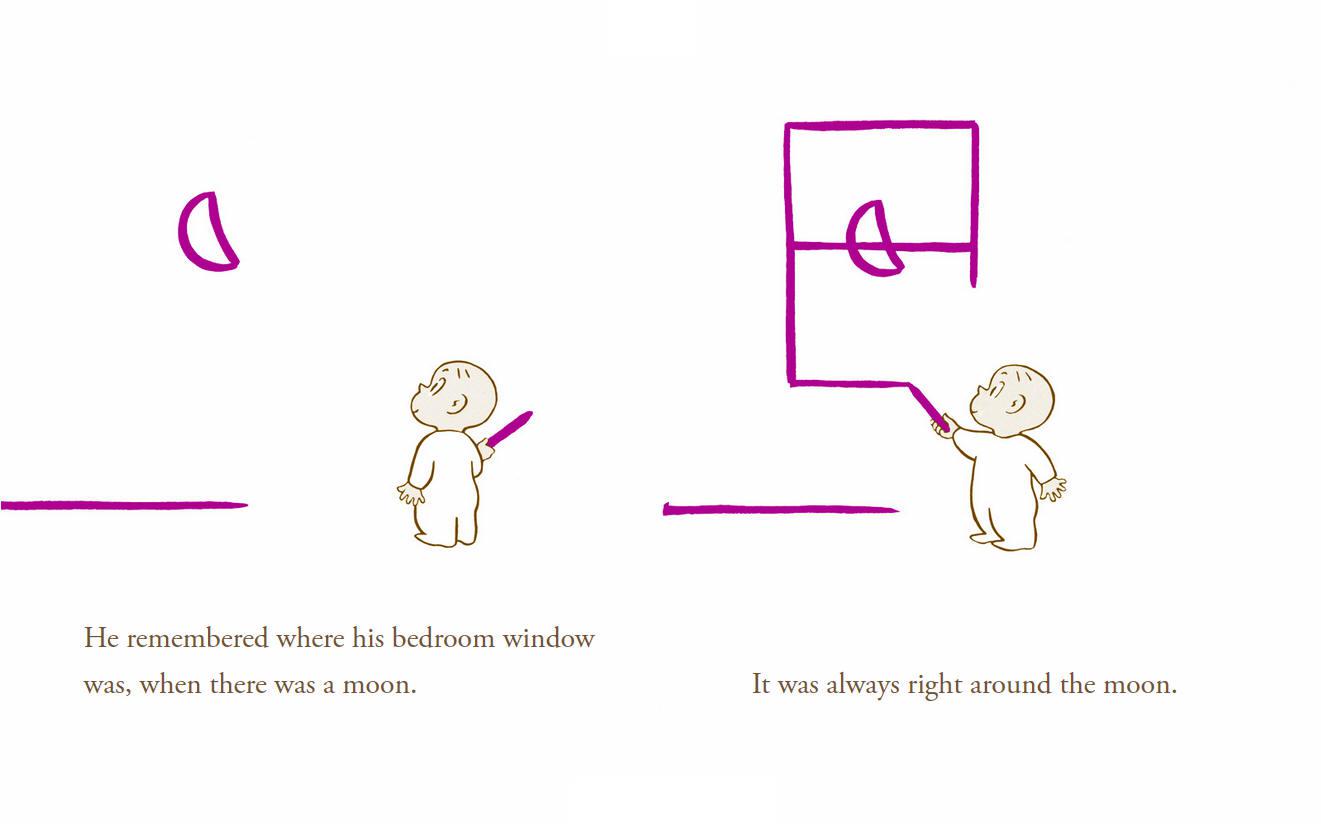 He remembered where his bedroom window
was, when there was a moon.
It was always right around the moon.